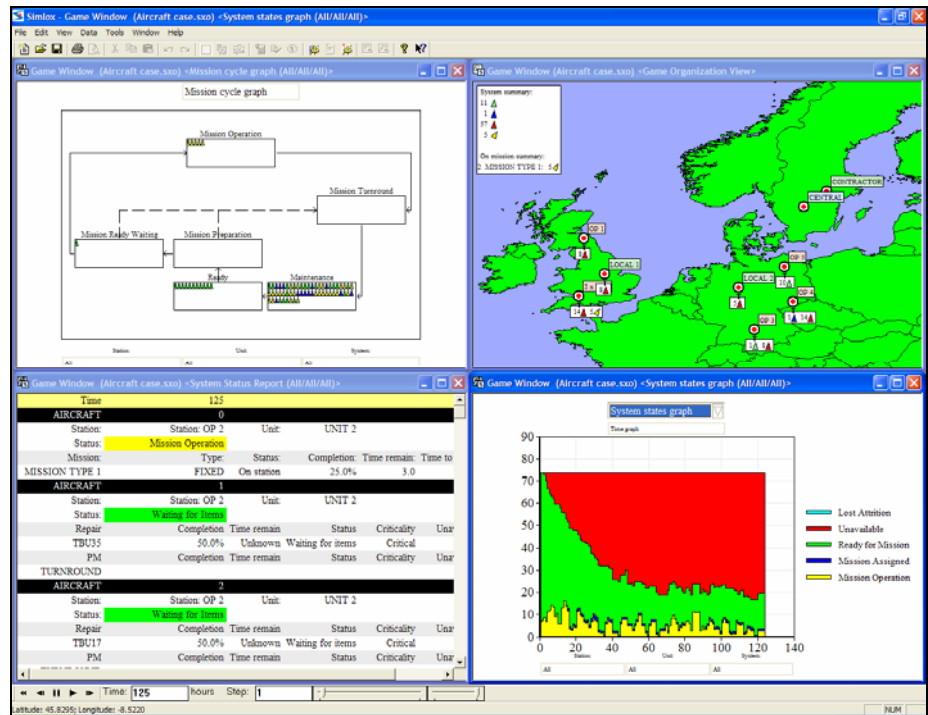 Simlox - Game Window (Aircraft case.sxo) <System states graph (All/All/All)>
File Edit View Data Tools Window Help
Game Window (Aircraft case.sxo) <Mission cycle graph (All/All/All)>
Mission cycle graph
Mission Operation
Mission Turnround
Mission Ready Waiting
Mission Preparation
Ready
Maintenance
Station: Unit: System:
All All All
Game Window (Aircraft case.sxo) <Game Organization View>
System summary:
11
1
57
5
On mission summary:
2 MISSION TYPE 1: 5
CONTRACTOR
CENTRAL
OP 1
1
LOCAL 1
14 5
LOCAL 2
5
OP 5
10
OP 4
1 14
OP 3
1 8
Game Window (Aircraft case.sxo) <System Status Report (All/All/All)>
Time 125
AIRCRAFT 0
Station: Station: OP 2 Unit: UNIT 2
Status: Mission Operation
Mission: Type: Status: Completion: Time remain: Time to
MISSION TYPE 1 FIXED On station 25.0% 3.0
AIRCRAFT 1
Station: Station: OP 2 Unit: UNIT 2
Status: Waiting for Items
Repair Completion Time remain Status Criticality Una
TBU35 50.0% Unknown Waiting for items Critical
PM Completion Time remain Status Criticality Una
TURNROUND
AIRCRAFT 2
Station: Station: OP 2 Unit: UNIT 2
Status: Waiting for Items
Repair Completion Time remain Status Criticality Una
TBU17 50.0% Unknown Waiting for items Critical
PM Completion Time remain Status Criticality Una
Game Window (Aircraft case.sxo) <System states graph (All/All/All)>
System states graph
Time graph
90
80
70
60
50
40
30
20
10
0
0 20 40 60 80 100 120 140
Station: Unit: System:
All All All
Lost Attrition
Unavailable
Ready for Mission
Mission Assigned
Mission Operation
Time: 125 hours Step: 1
Latitude: 45.8295; Longitude: -8.5220
NUM